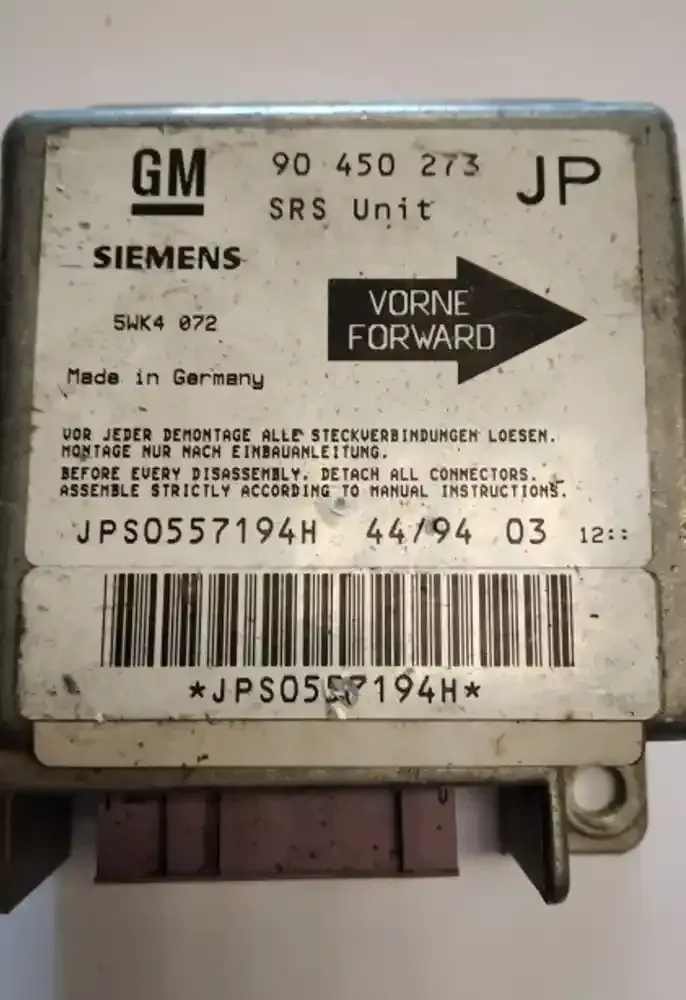 GM
90 450 273
JP
SRS Unit
SIEMENS
5WK4 072
VORNE
FORWARD
Made in Germany
VOR JEDER DEMONTAGE ALLE STECKVERBINDUNGEN LOESEN.
MONTAGE NUR NACH EINBAUANLEITUNG.
BEFORE EVERY DISASSEMBLY. DETACH ALL CONNECTORS.
ASSEMBLE STRICTLY ACCORDING TO MANUAL INSTRUCTIONS.
JPS0557194H 44/94 03 12::
*JPS0557194H*